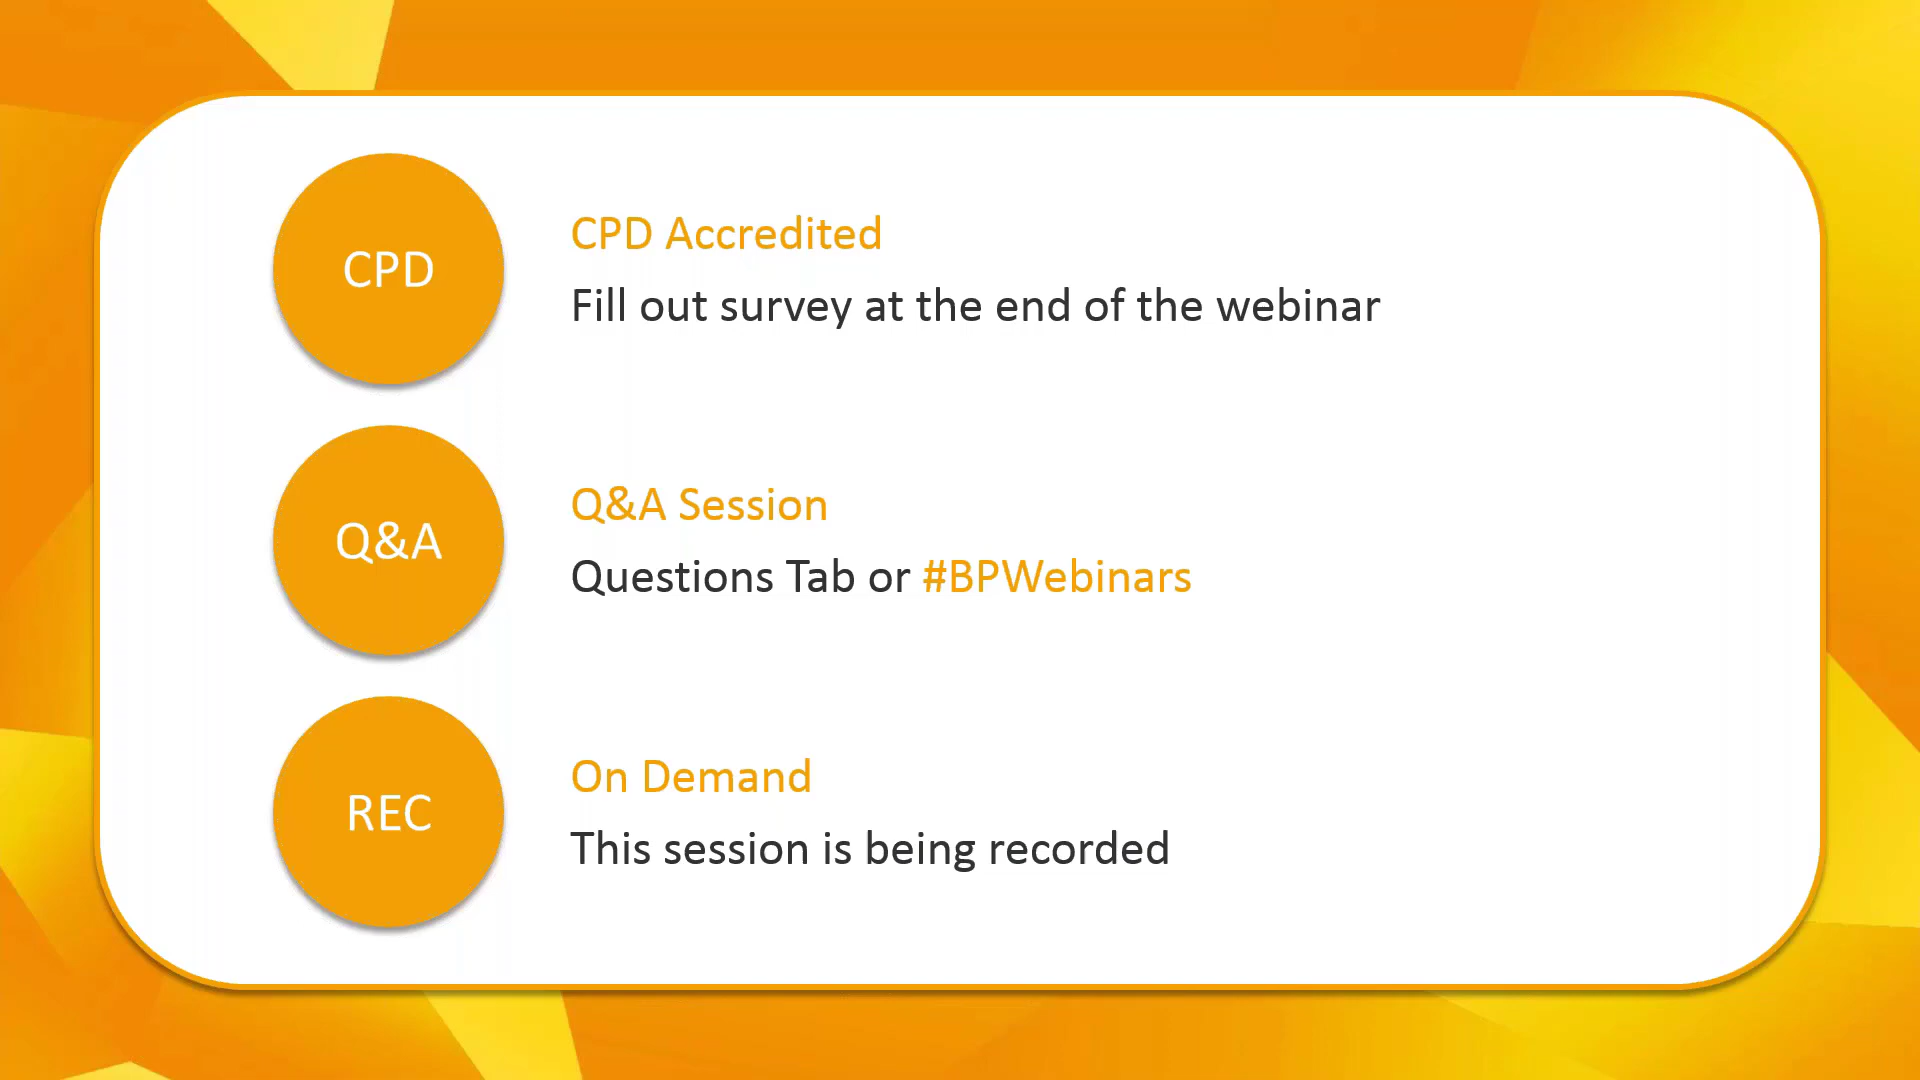 CPD
CPD Accredited
Fill out survey at the end of the webinar
Q&A
Q&A Session
Questions Tab or #BPWebinars
REC
On Demand
This session is being recorded